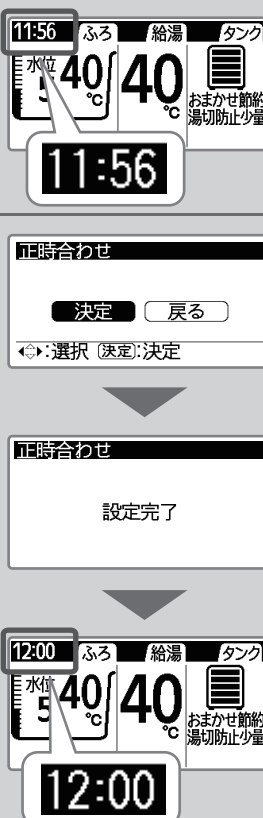 11:56 ふろ 給湯 タンク
水位 5 40℃ 40℃
おまかせ節約
湯切防止少量
11:56
正時合わせ
決定 戻る
:選択 決定:決定
正時合わせ
設定完了
12:00 ふろ 給湯 タンク
水位 5 40℃ 40℃
おまかせ節約
湯切防止少量
12:00